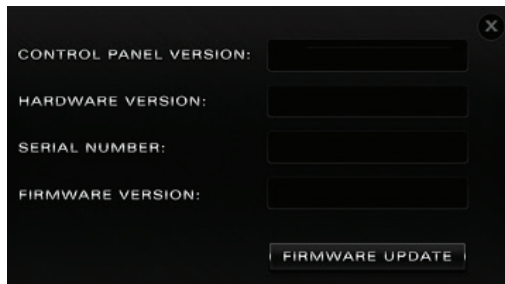 CONTROL PANEL VERSION:
HARDWARE VERSION:
SERIAL NUMBER:
FIRMWARE VERSION:
FIRMWARE UPDATE